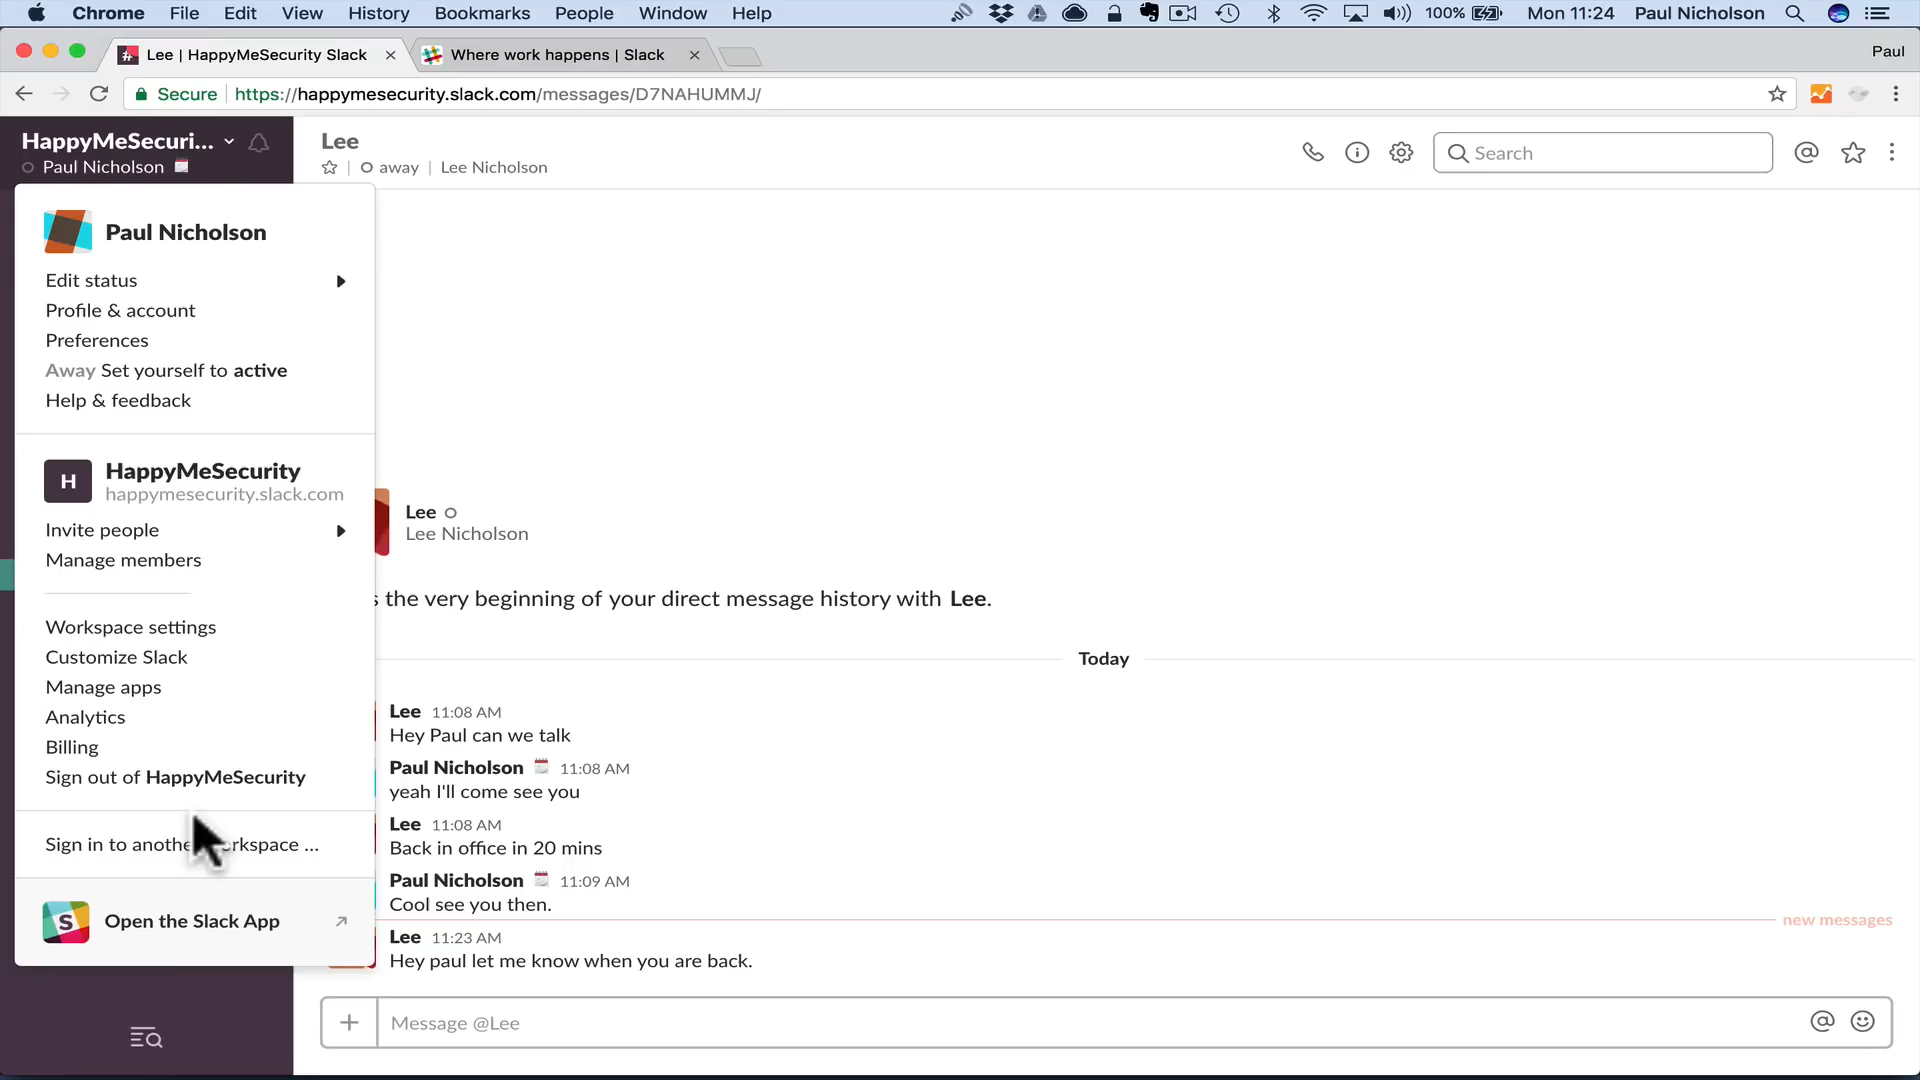 Chrome File Edit View History Bookmarks People Window Help 100% Mon 11:24 Paul Nicholson
Lee | HappyMeSecurity Slack Where work happens | Slack Paul
Secure https://happymesecurity.slack.com/messages/D7NAHUMMJ/
HappyMeSecuri...
Paul Nicholson
Lee
away | Lee Nicholson
Search
Paul Nicholson
Edit status
Profile & account
Preferences
Away Set yourself to active
Help & feedback
H HappyMeSecurity
happymesecurity.slack.com
Invite people
Manage members
Workspace settings
Customize Slack
Manage apps
Analytics
Billing
Sign out of HappyMeSecurity
Sign in to ...
S Open the Slack App
Lee
Lee Nicholson
the very beginning of your direct message history with Lee.
Today
Lee 11:08 AM
Hey Paul can we talk
Paul Nicholson 11:08 AM
yeah I'll come see you
Lee 11:08 AM
Back in office in 20 mins
Paul Nicholson 11:09 AM
Cool see you then.
new messages
Lee 11:23 AM
Hey paul let me know when you are back.
Message @Lee